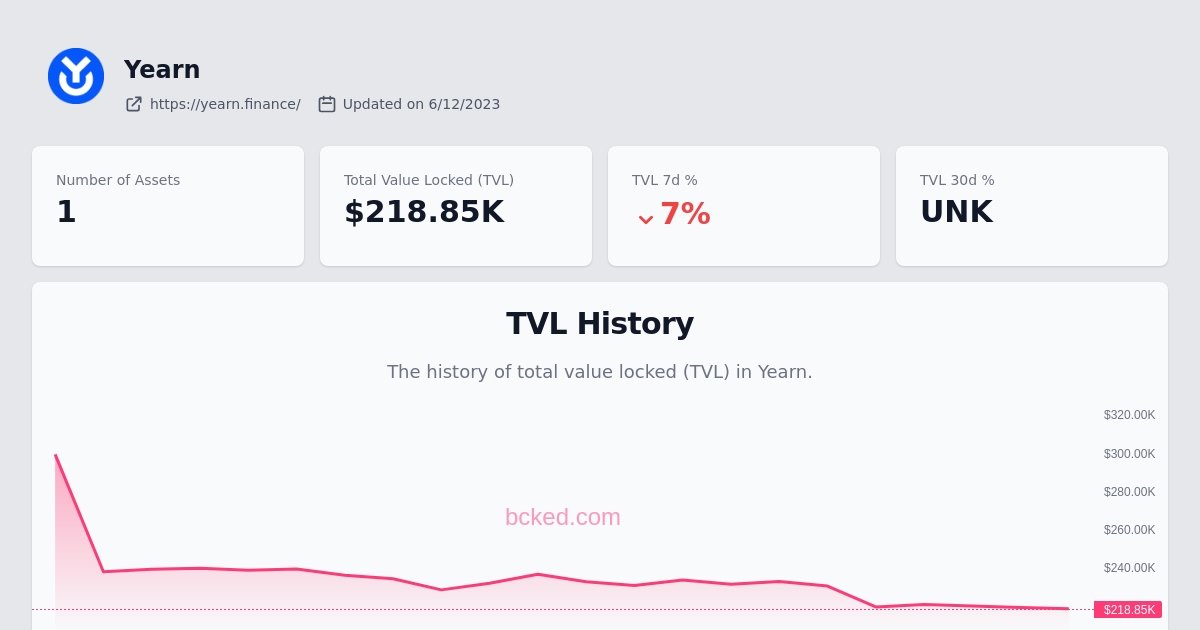 Yearn
https://yearn.finance/ Updated on 6/12/2023
Number of Assets
1
Total Value Locked (TVL)
$218.85K
TVL 7d %
7%
TVL 30d %
UNK
TVL History
The history of total value locked (TVL) in Yearn.
$320.00K
$300.00K
$280.00K
bcked.com
$260.00K
$240.00K
$218.85K